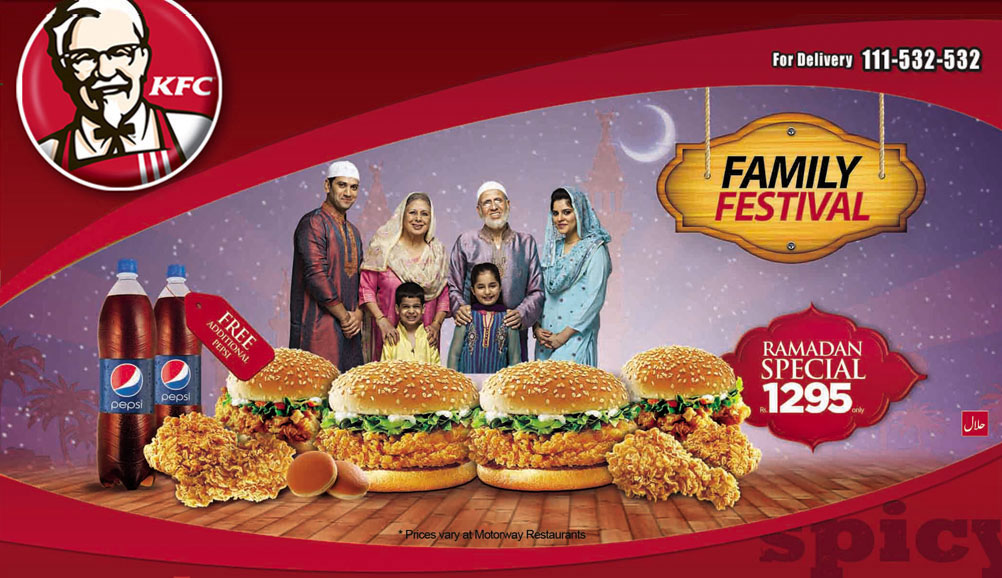 KFC
For Delivery 111-532-532
FAMILY
FESTIVAL
FREE
ADDITIONAL
PEPSI
pepsi
pepsi
RAMADAN
SPECIAL
Rs. 1295 only
حلال
* Prices vary at Motorway Restaurants
spicy